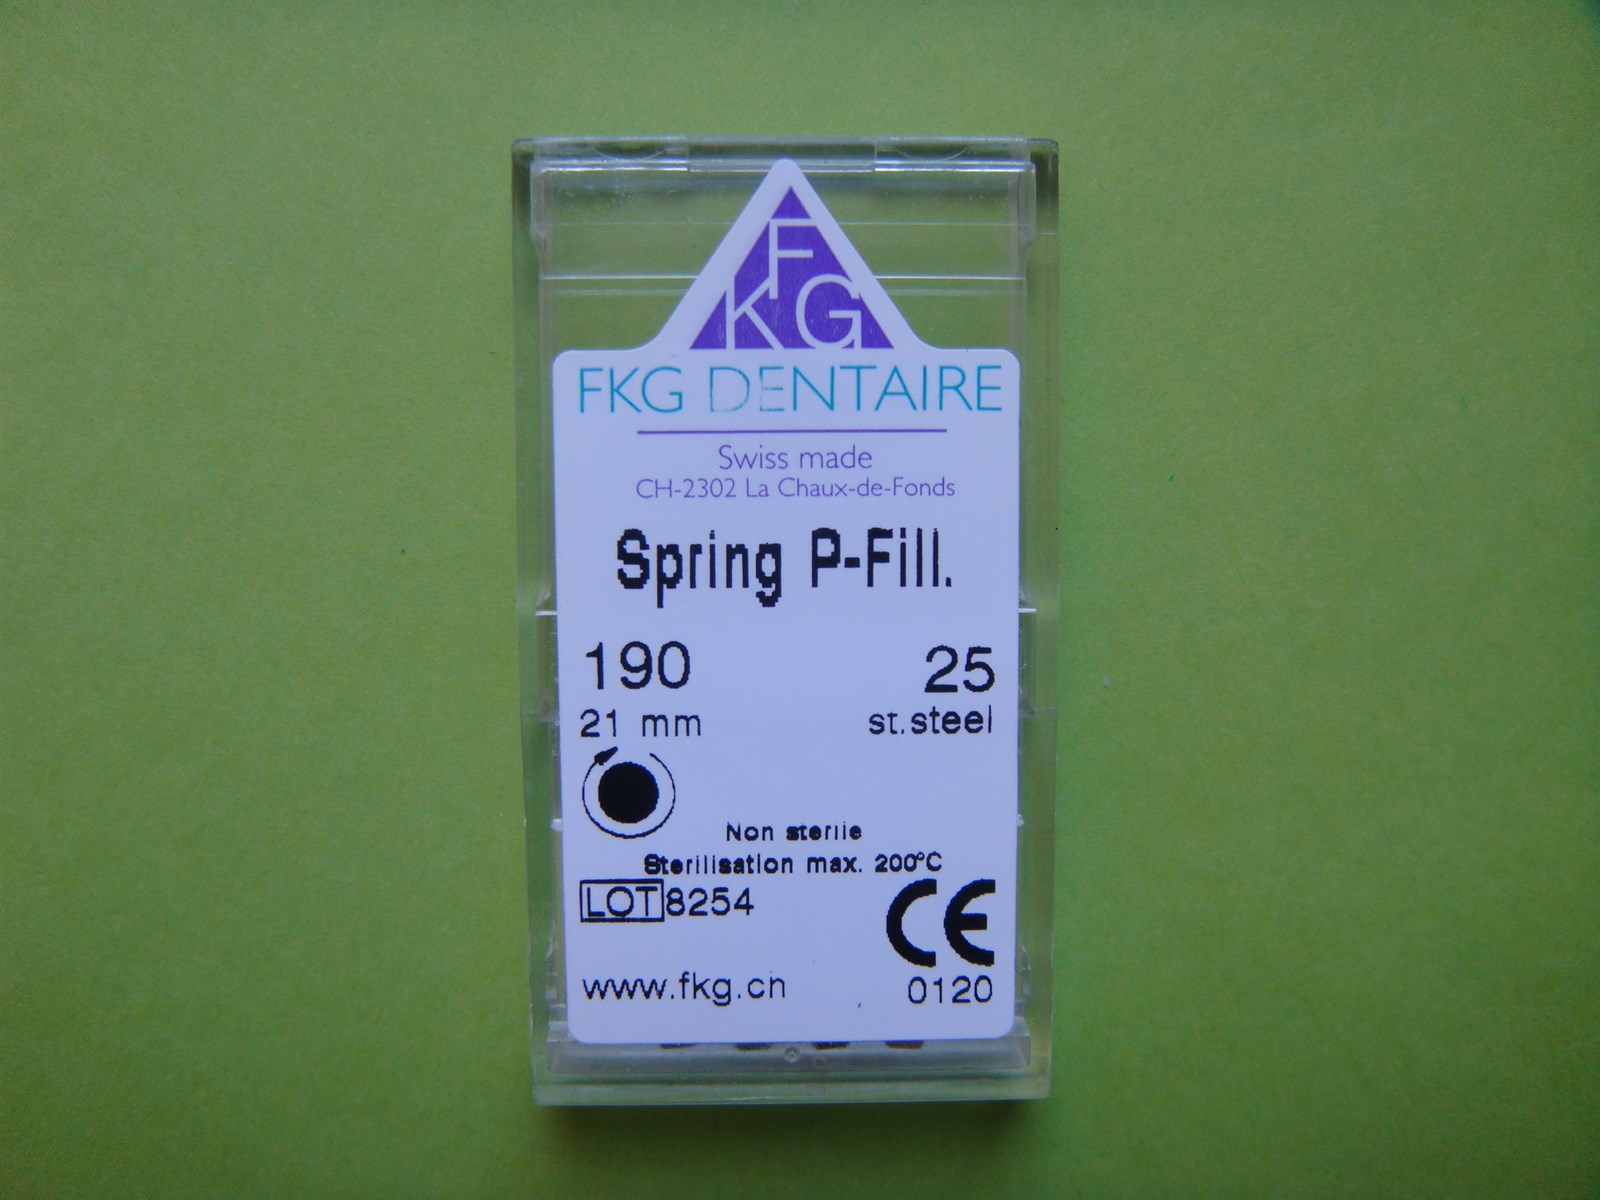 FKG
FKG DENTAIRE
Swiss made
CH-2302 La Chaux-de-Fonds
Spring P-Fill.
190 25
21 mm st.steel
Non sterile
Sterilisation max. 200°C
LOT 8254
CE
www.fkg.ch 0120